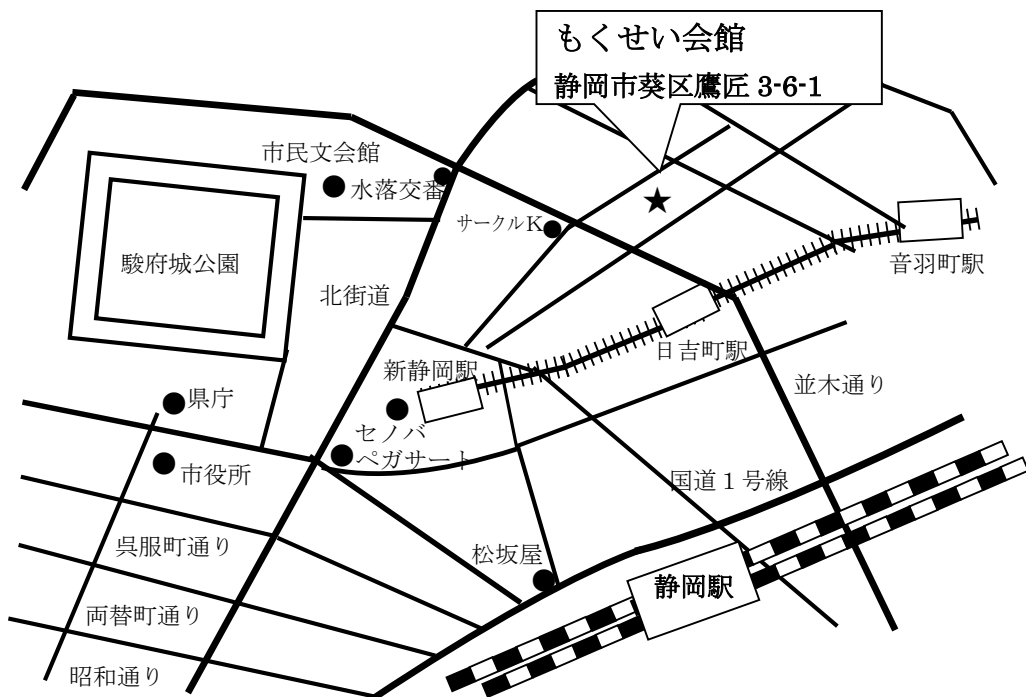 もくせい会館
静岡市葵区鷹匠 3-6-1
市民文会館
水落交番
サークルK
駿府城公園
音羽町駅
北街道
日吉町駅
新静岡駅
並木通り
県庁
セノバ
ペガサート
市役所
国道1号線
呉服町通り
松坂屋
静岡駅
両替町通り
昭和通り